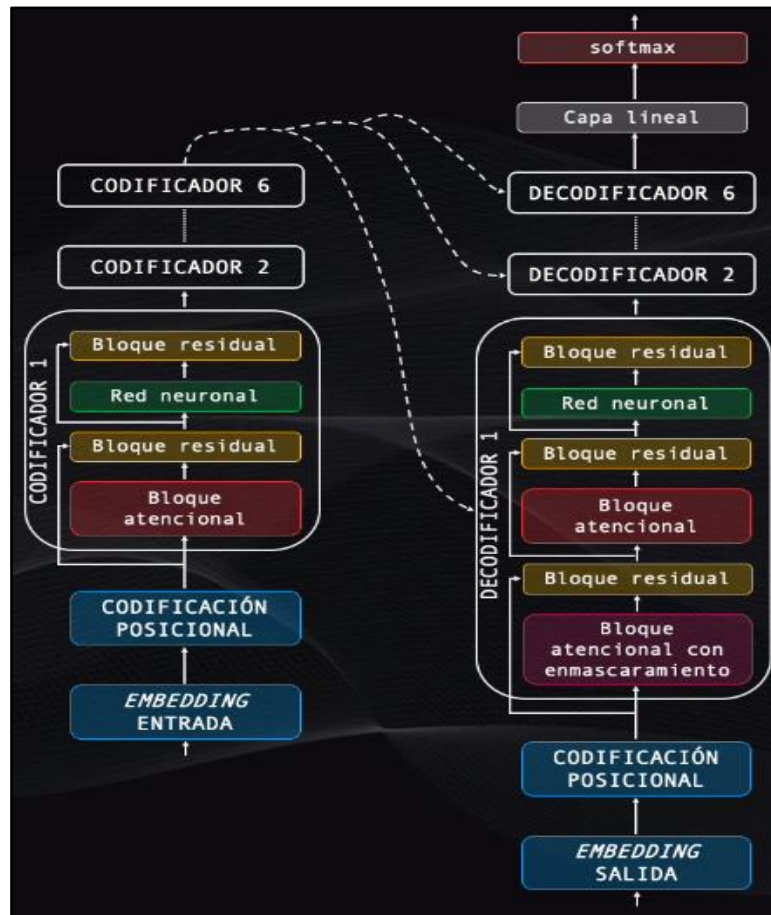 CODIFICADOR 6
CODIFICADOR 2
CODIFICADOR 1
Bloque residual
Red neuronal
Bloque residual
Bloque
atencional
CODIFICACIÓN
POSICIONAL
EMBEDDING
ENTRADA
softmax
Capa lineal
DECODIFICADOR 6
DECODIFICADOR 2
DECODIFICADOR 1
Bloque residual
Red neuronal
Bloque residual
Bloque
atencional
Bloque residual
Bloque
atencional con
enmascaramiento
CODIFICACIÓN
POSICIONAL
EMBEDDING
SALIDA